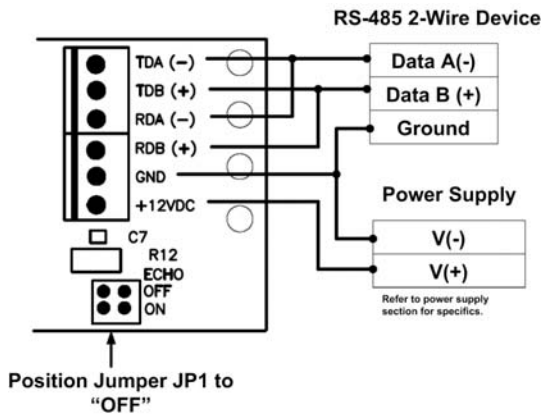 RS-485 2-Wire Device
TDA (-)
TDB (+)
RDA (-)
RDB (+)
GND
+12VDC
C7
R12
ECHO
OFF
ON
Data A(-)
Data B (+)
Ground
Power Supply
V(-)
V(+)
Refer to power supply
section for specifics.
Position Jumper JP1 to
“OFF”